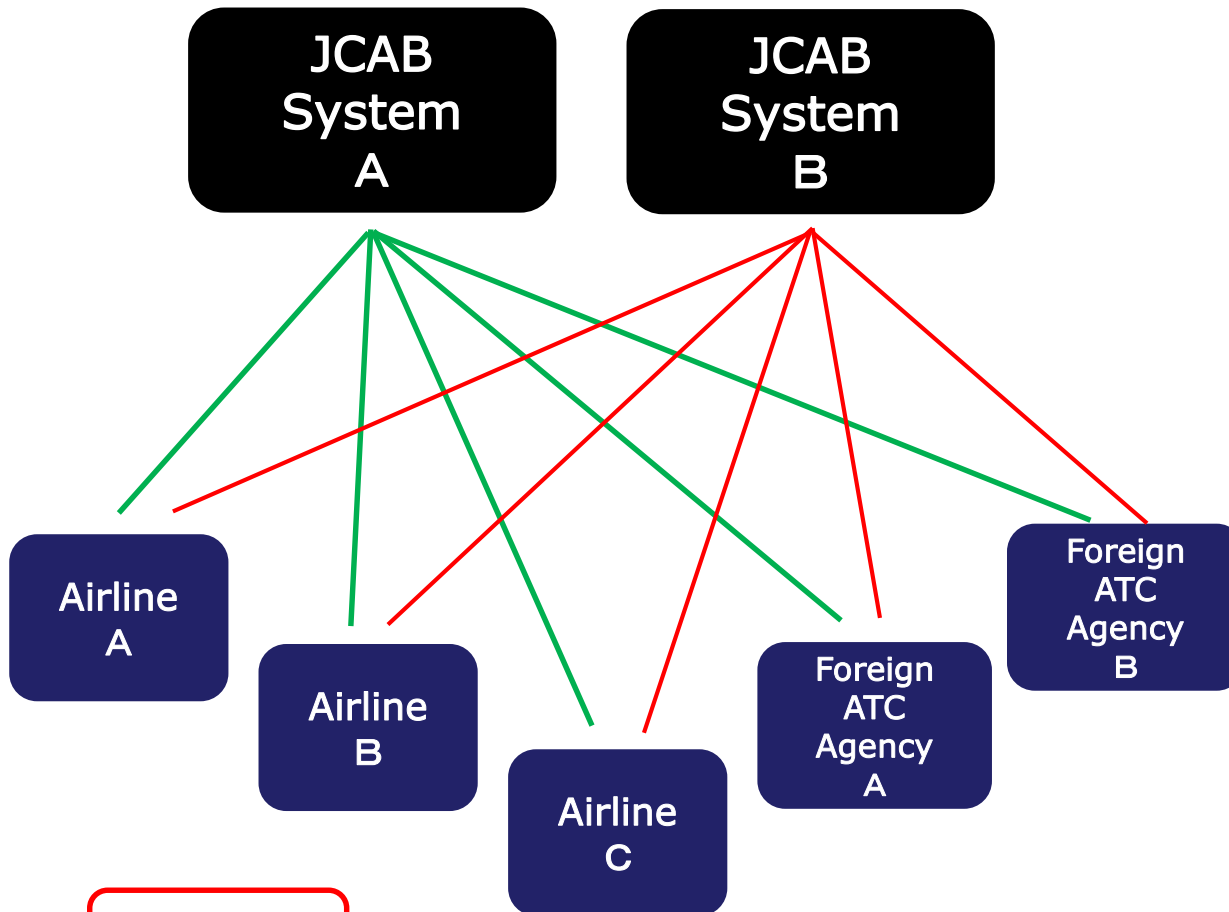 JCAB
System
A
JCAB
System
B
Airline
A
Airline
B
Airline
C
Foreign
ATC
Agency
A
Foreign
ATC
Agency
B